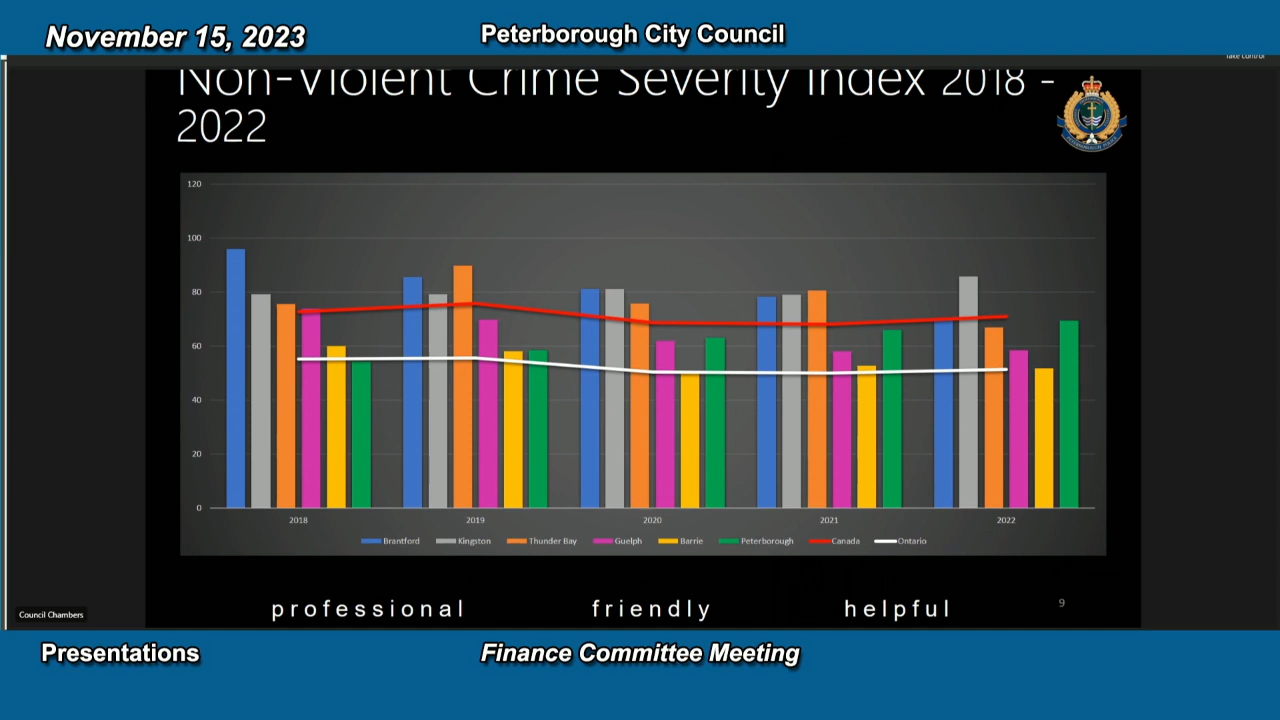 November 15, 2023
Peterborough City Council
Take Control
Non-Violent Crime Severity Index 2018 -
2022
120
100
80
60
40
20
0
2018 2019 2020 2021 2022
Brantford Kingston Thunder Bay Guelph Barrie Peterborough Canada Ontario
professional friendly helpful
9
Council Chambers
Presentations
Finance Committee Meeting